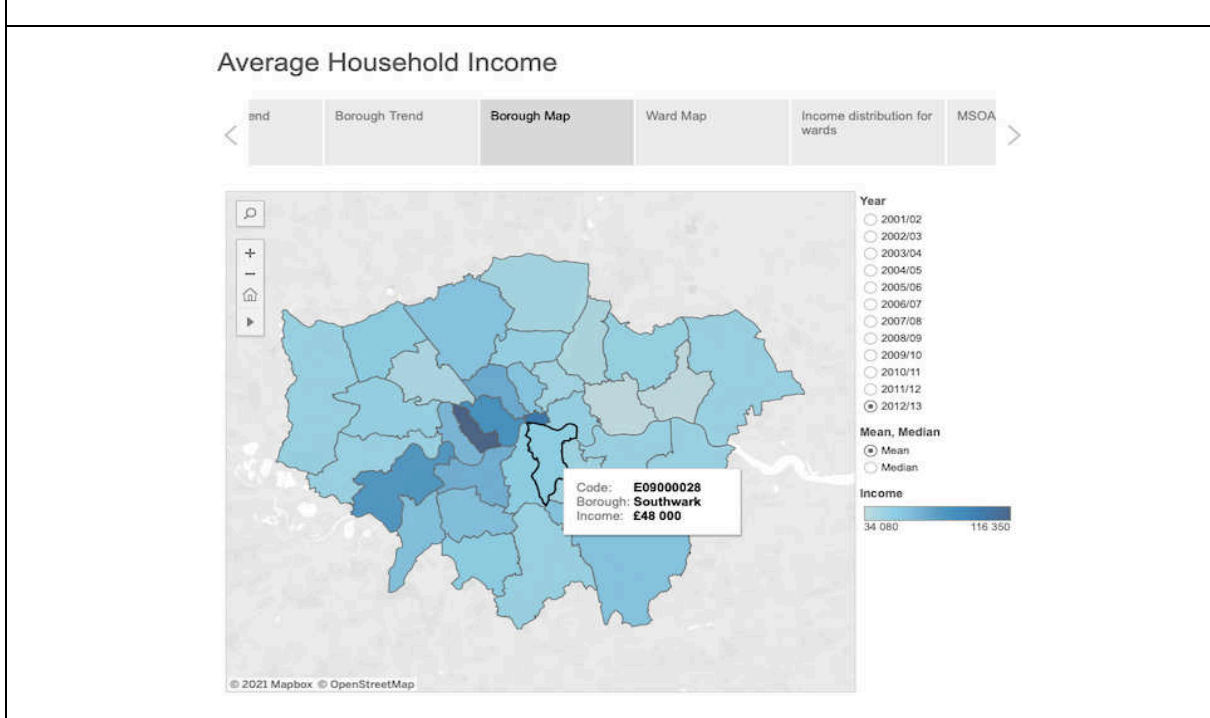 Average Household Income
end
Borough Trend
Borough Map
Ward Map
Income distribution for
wards
MSOA
Year
2001/02
2002/03
2003/04
2004/05
2005/06
2006/07
2007/08
2008/09
2009/10
2010/11
2011/12
2012/13
Mean, Median
Mean
Median
Income
34 080 116 350
Code: E09000028
Borough: Southwark
Income: £48 000
© 2021 Mapbox © OpenStreetMap